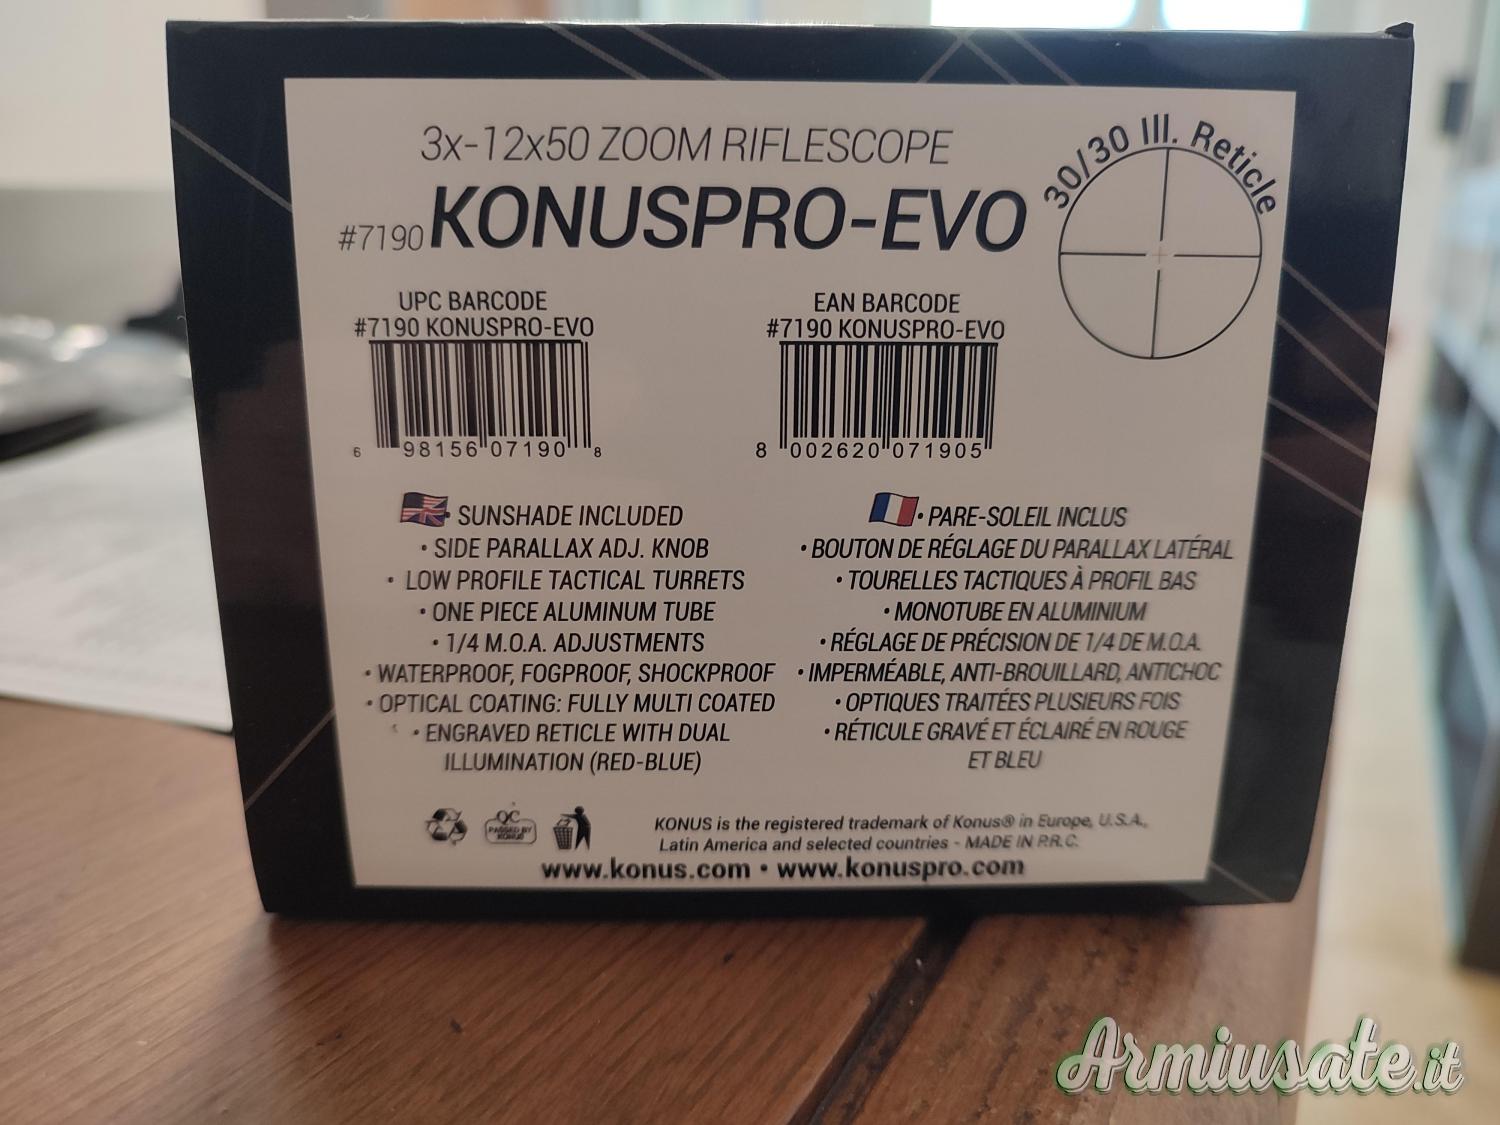 3x-12x50 ZOOM RIFLESCOPE
#7190 KONUSPRO-EVO
30/30 Ill. Reticle
UPC BARCODE
#7190 KONUSPRO-EVO
6 98156 07190 8
EAN BARCODE
#7190 KONUSPRO-EVO
8 002620 071905
• SUNSHADE INCLUDED
• SIDE PARALLAX ADJ. KNOB
• LOW PROFILE TACTICAL TURRETS
• ONE PIECE ALUMINUM TUBE
• 1/4 M.O.A. ADJUSTMENTS
• WATERPROOF, FOGPROOF, SHOCKPROOF
• OPTICAL COATING: FULLY MULTI COATED
• ENGRAVED RETICLE WITH DUAL
ILLUMINATION (RED-BLUE)
• PARE-SOLEIL INCLUS
• BOUTON DE RÉGLAGE DU PARALLAX LATÉRAL
• TOURELLES TACTIQUES À PROFIL BAS
• MONOTUBE EN ALUMINIUM
• RÉGLAGE DE PRÉCISION DE 1/4 DE M.O.A.
• IMPERMÉABLE, ANTI-BROUILLARD, ANTICHOC
• OPTIQUES TRAITÉES PLUSIEURS FOIS
• RÉTICULE GRAVÉ ET ÉCLAIRÉ EN ROUGE
ET BLEU
QC
PASSED BY
KONUS
KONUS is the registered trademark of Konus® in Europe, U.S.A.,
Latin America and selected countries - MADE IN P.R.C.
www.konus.com • www.konuspro.com
Armiusate.it